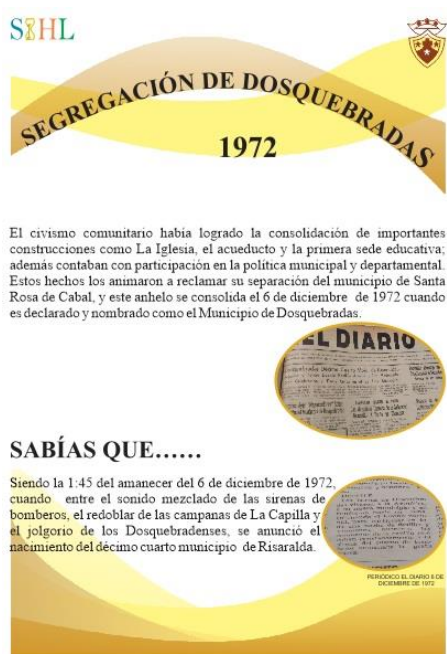 SIHL
SEGREGACIÓN DE DOSQUEBRADAS
1972
El civismo comunitario había logrado la consolidación de importantes
construcciones como La Iglesia, el acueducto y la primera sede educativa;
además contaban con participación en la política municipal y departamental.
Estos hechos los animaron a reclamar su separación del municipio de Santa
Rosa de Cabal, y este anhelo se consolida el 6 de diciembre de 1972 cuando
es declarado y nombrado como el Municipio de Dosquebradas.
EL DIARIO
SABÍAS QUE......
Siendo la 1:45 del amanecer del 6 de diciembre de 1972,
cuando entre el sonido mezclado de las sirenas de
bomberos, el redoblar de las campanas de La Capilla y
el jolgorio de los Dosquebradenses, se anunció el
nacimiento del décimo cuarto municipio de Risaralda.
PERIÓDICO EL DIARIO 6 DE
DICIEMBRE DE 1972